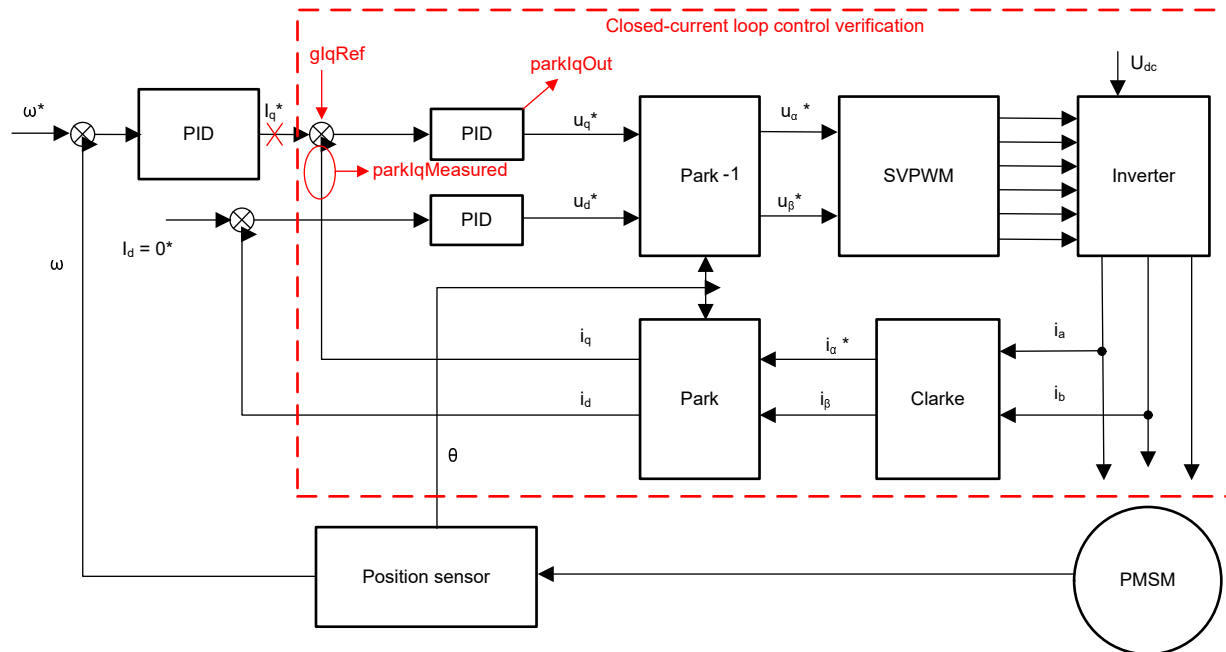 Closed-current loop control verification
gIqRef
parkIqOut
Udc
ω*
PID
Iq*
PID
uq*
uα*
Park-1
SVPWM
Inverter
parkIqMeasured
PID
ud*
uβ*
Id = 0*
ω
iq
iα*
ia
Park
Clarke
id
iβ
ib
θ
Position sensor
PMSM